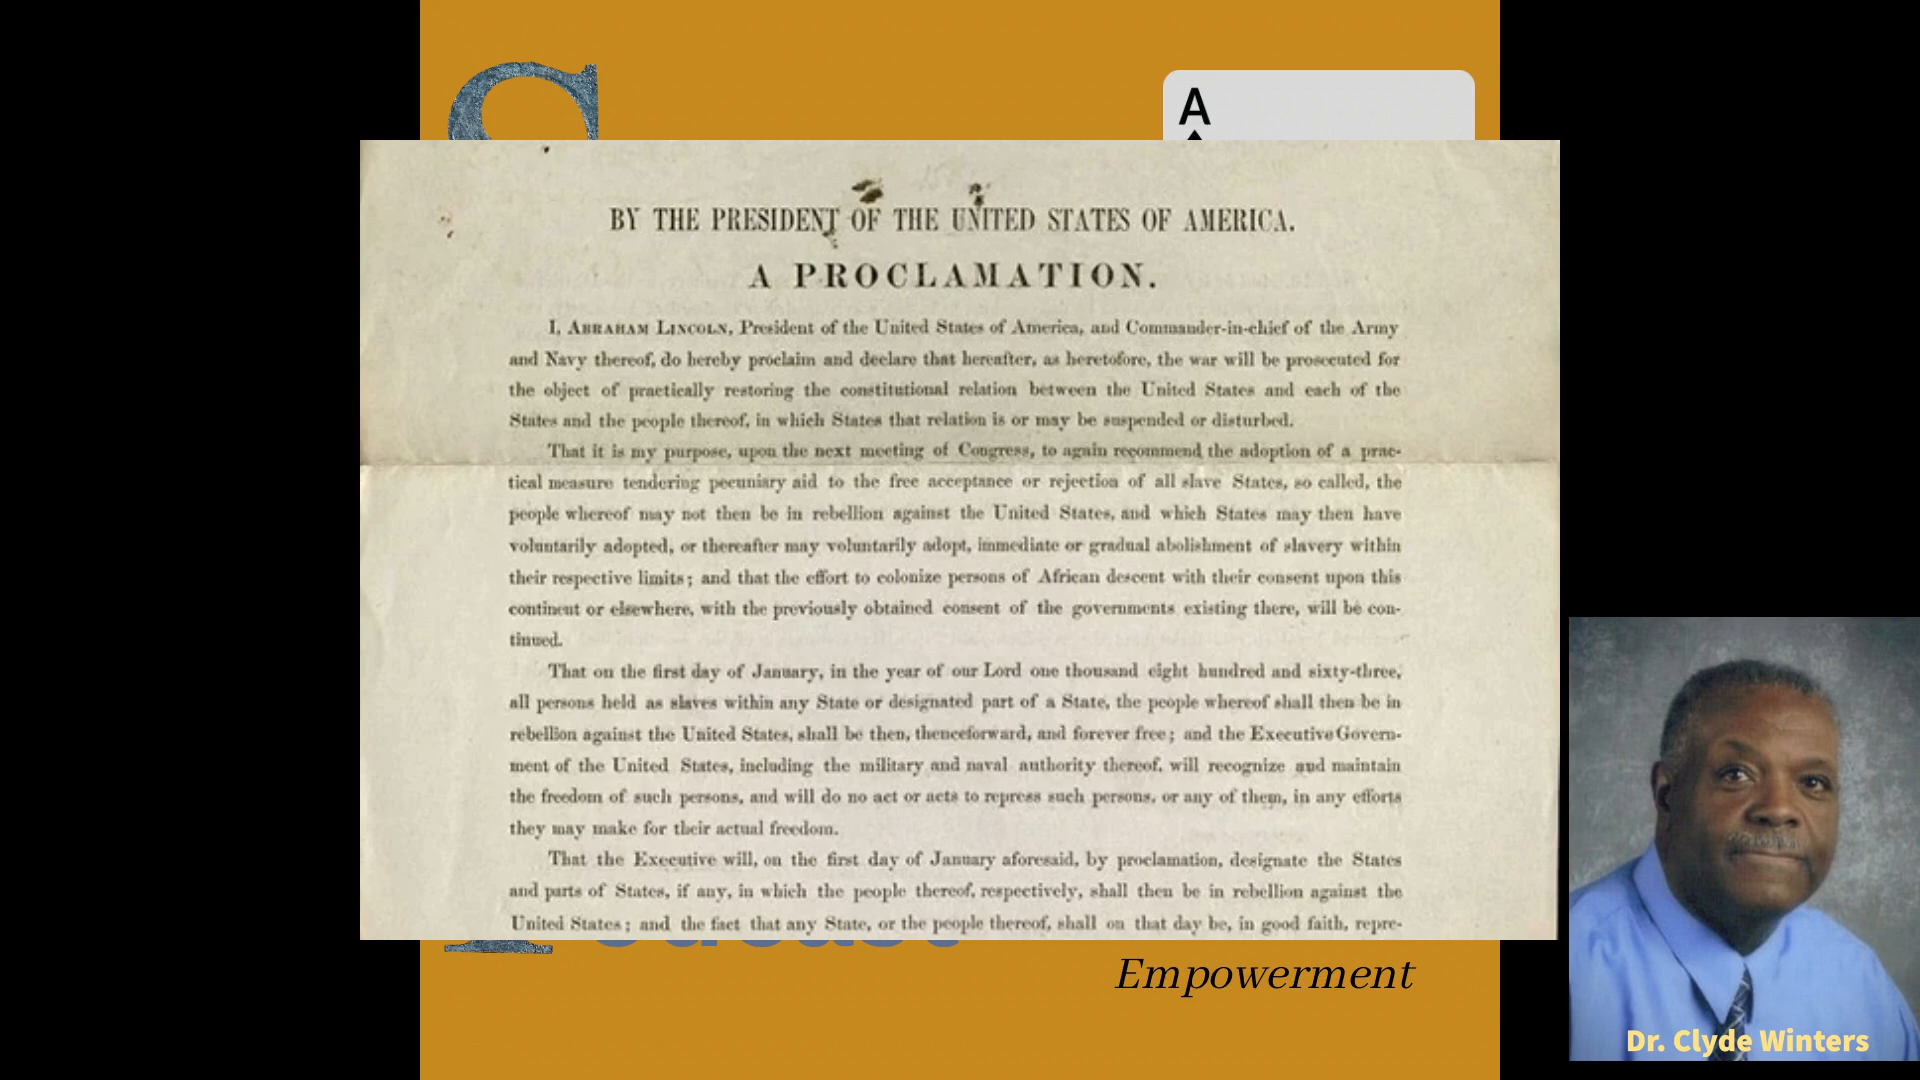 S
A
BY THE PRESIDENT OF THE UNITED STATES OF AMERICA.
A PROCLAMATION.
I, ABRAHAM LINCOLN, President of the United States of America, and Commander-in-chief of the Army
and Navy thereof, do hereby proclaim and declare that hereafter, as heretofore, the war will be prosecuted for
the object of practically restoring the constitutional relation between the United States and each of the
States and the people thereof, in which States that relation is or may be suspended or disturbed.
That it is my purpose, upon the next meeting of Congress, to again recommend the adoption of a prac-
tical measure tendering pecuniary aid to the free acceptance or rejection of all slave States, so called, the
people whereof may not then be in rebellion against the United States, and which States may then have
voluntarily adopted, or thereafter may voluntarily adopt, immediate or gradual abolishment of slavery within
their respective limits; and that the effort to colonize persons of African descent with their consent upon this
continent or elsewhere, with the previously obtained consent of the governments existing there, will be con-
tinued.
That on the first day of January, in the year of our Lord one thousand eight hundred and sixty-three,
all persons held as slaves within any State or designated part of a State, the people whereof shall then be in
rebellion against the United States, shall be then, thenceforward, and forever free; and the Executive Govern-
ment of the United States, including the military and naval authority thereof, will recognize and maintain
the freedom of such persons, and will do no act or acts to repress such persons, or any of them, in any efforts
they may make for their actual freedom.
That the Executive will, on the first day of January aforesaid, by proclamation, designate the States
and parts of States, if any, in which the people thereof, respectively, shall then be in rebellion against the
United States; and the fact that any State, or the people thereof, shall on that day be, in good faith, repre-
Empowerment
Dr. Clyde Winters